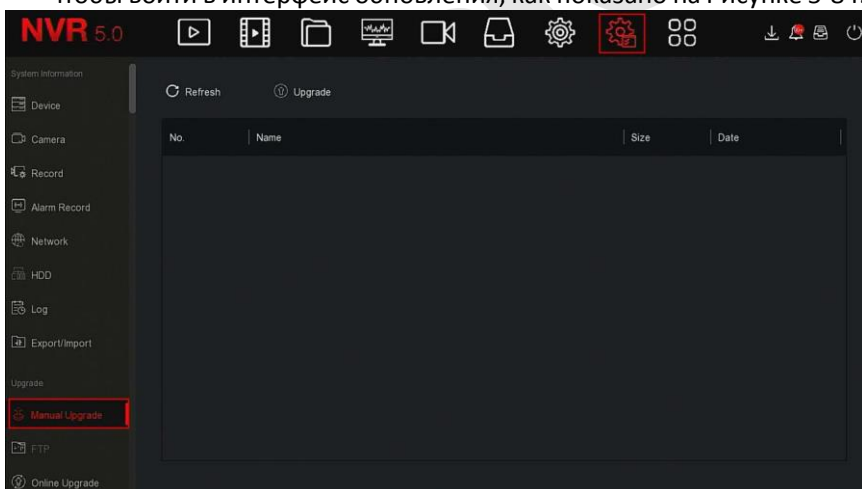 чтобы войти в интерфейс обновления, как показано на Рисунке 5-8
NVR 5.0
System Information
Device
Camera
Record
Alarm Record
Network
HDD
Log
Export/Import
Upgrade
Manual Upgrade
FTP
Online Upgrade
Refresh Upgrade
No. Name Size Date